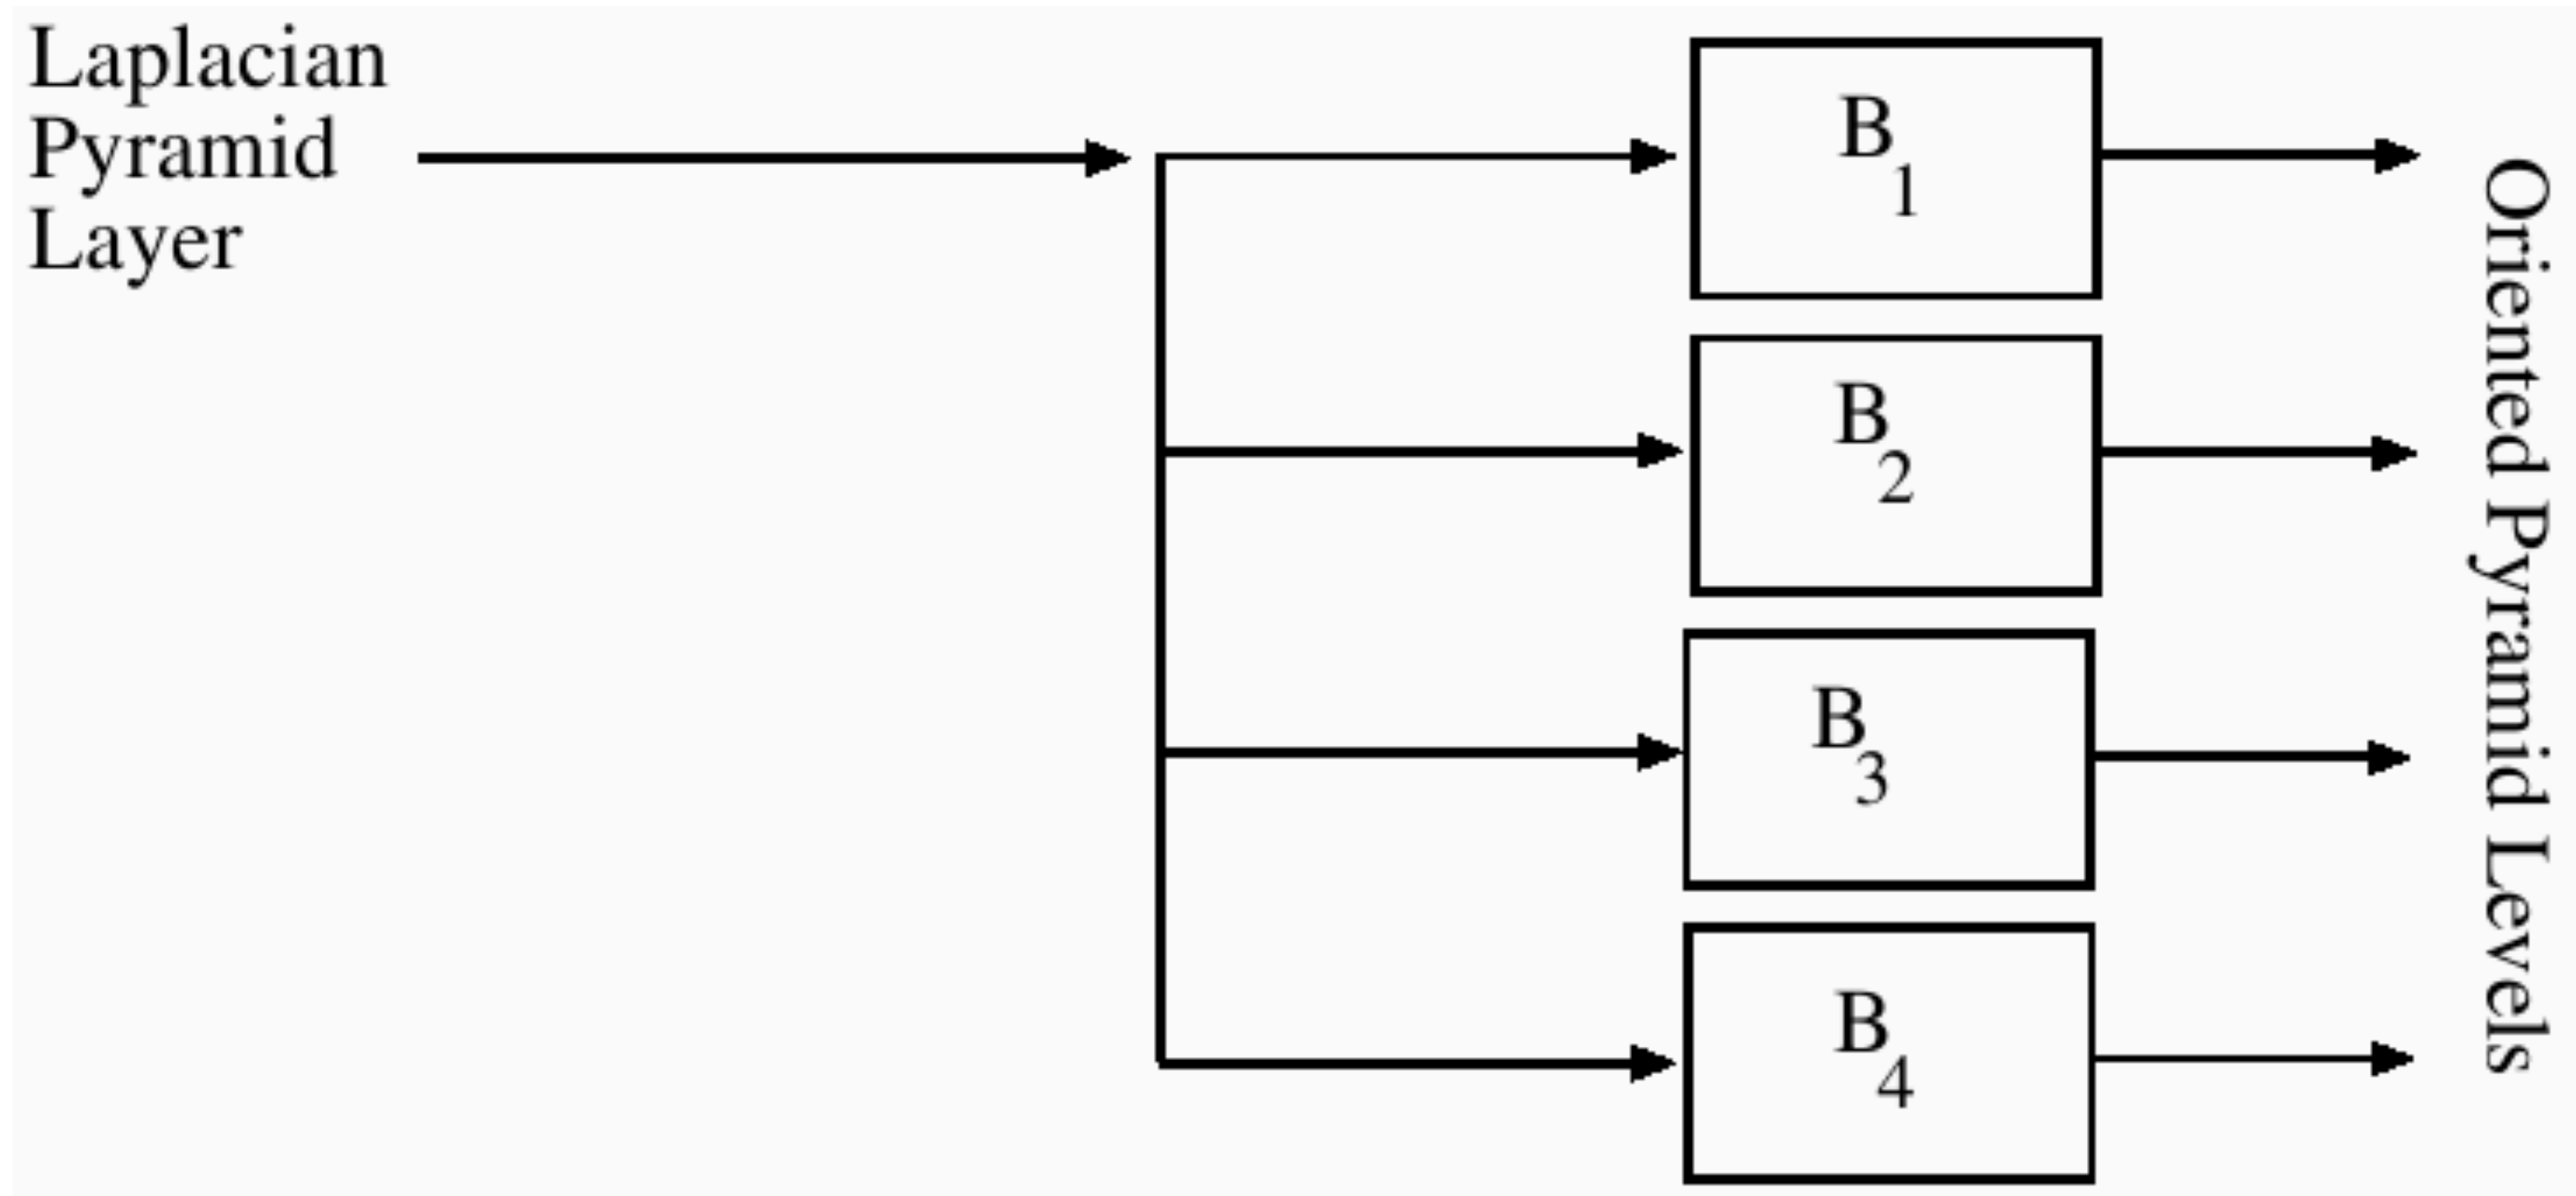 Laplacian
Pyramid
Layer
B1
B2
B3
B4
Oriented Pyramid Levels